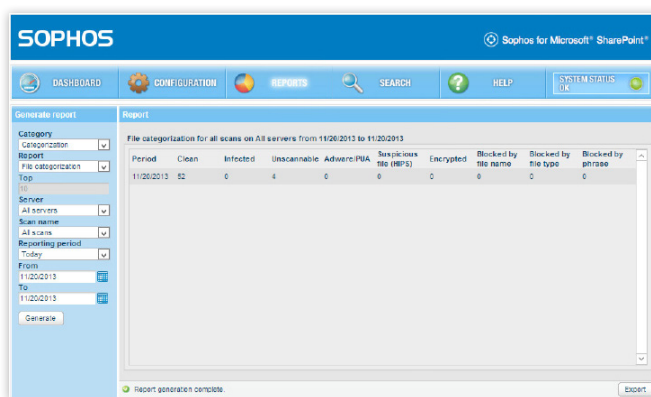 SOPHOS
Sophos for Microsoft® SharePoint®
DASHBOARD
CONFIGURATION
REPORTS
SEARCH
HELP
SYSTEM STATUS
OK
Generate report
Report
Category
Categorization
Report
File categorization
Top
10
Server
All servers
Scan name
All scans
Reporting period
Today
From
11/20/2013
To
11/20/2013
Generate
File categorization for all scans on All servers from 11/20/2013 to 11/20/2013
Period Clean Infected Unscannable Adware/PUA Suspicious file (HIPS) Encrypted Blocked by file name Blocked by file type Blocked by phrase
11/20/2013 52 0 4 0 0 0 0 0 0
Report generation complete.
Export